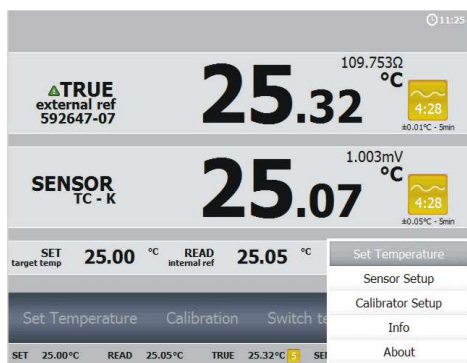 11:25
109.753Ω
TRUE
external ref
592647-07
25.32 °C
4:28
±0.01°C - 5min
1.003mV
SENSOR
TC - K
25.07 °C
4:28
±0.05°C - 5min
SET
target temp
25.00 °C
READ
internal ref
25.05 °C
Set Temperature
Sensor Setup
Calibrator Setup
Info
About
Set Temperature Calibration Switch te
SET 25.00°C READ 25.05°C TRUE 25.32°C S SE